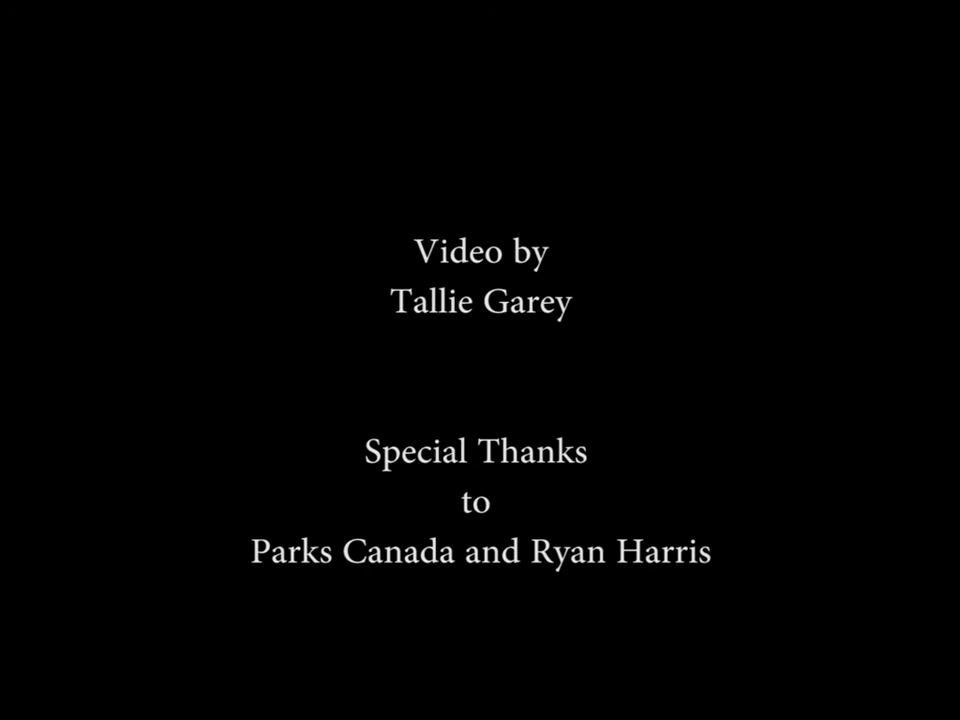 Video by
Tallie Garey
Special Thanks
to
Parks Canada and Ryan Harris